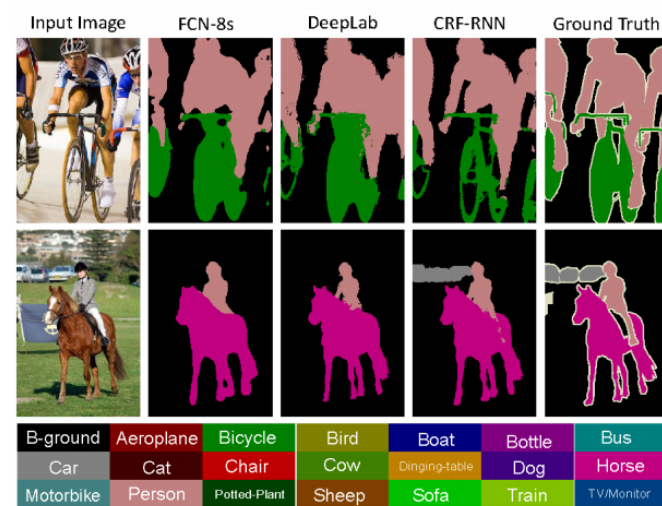 Input Image FCN-8s DeepLab CRF-RNN Ground Truth
B-ground Aeroplane Bicycle Bird Boat Bottle Bus
Car Cat Chair Cow Dinging-table Dog Horse
Motorbike Person Potted-Plant Sheep Sofa Train TV/Monitor